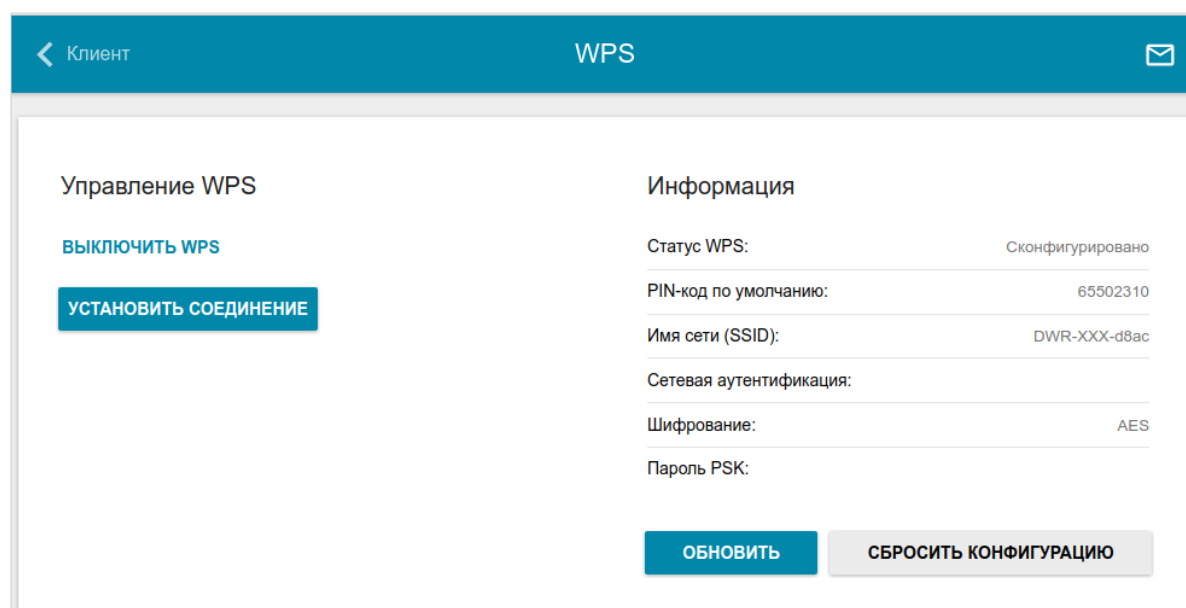 Клиент
WPS
Управление WPS
ВЫКЛЮЧИТЬ WPS
УСТАНОВИТЬ СОЕДИНЕНИЕ
Информация
Статус WPS: Сконфигурировано
PIN-код по умолчанию: 65502310
Имя сети (SSID): DWR-XXX-d8ac
Сетевая аутентификация:
Шифрование: AES
Пароль PSK:
ОБНОВИТЬ СБРОСИТЬ КОНФИГУРАЦИЮ